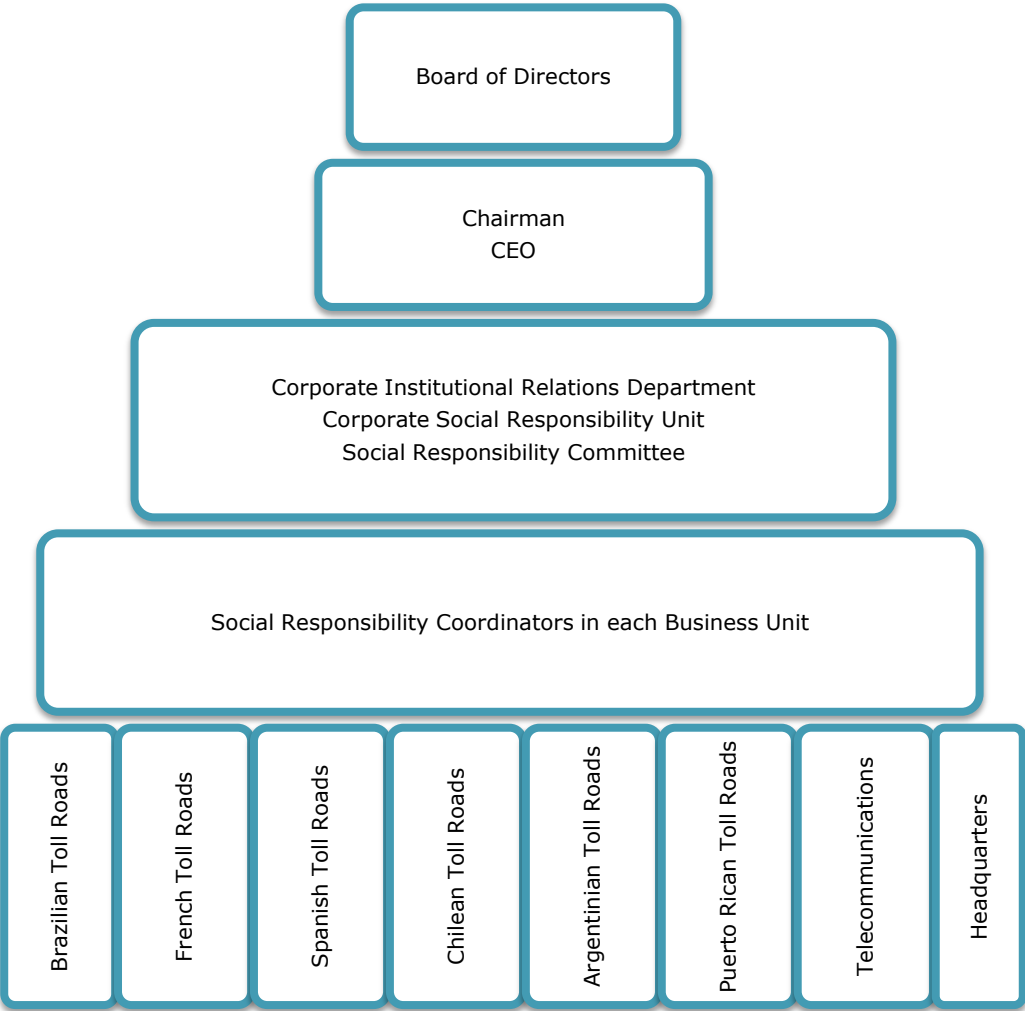 Board of Directors
Chairman
CEO
Corporate Institutional Relations Department
Corporate Social Responsibility Unit
Social Responsibility Committee
Social Responsibility Coordinators in each Business Unit
Brazilian Toll Roads
French Toll Roads
Spanish Toll Roads
Chilean Toll Roads
Argentinian Toll Roads
Puerto Rican Toll Roads
Telecommunications
Headquarters